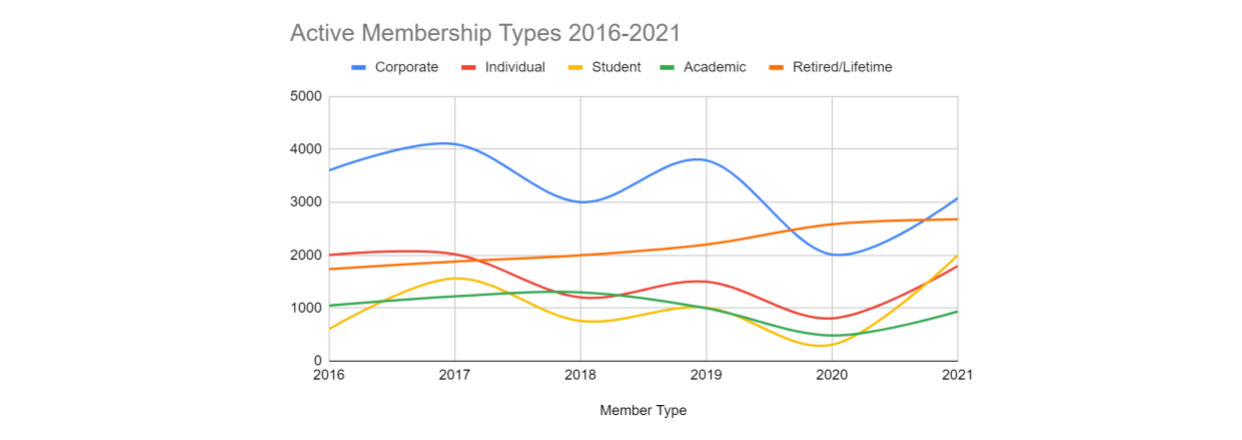 Active Membership Types 2016-2021
Corporate Individual Student Academic Retired/Lifetime
5000
4000
3000
2000
1000
0
2016 2017 2018 2019 2020 2021
Member Type